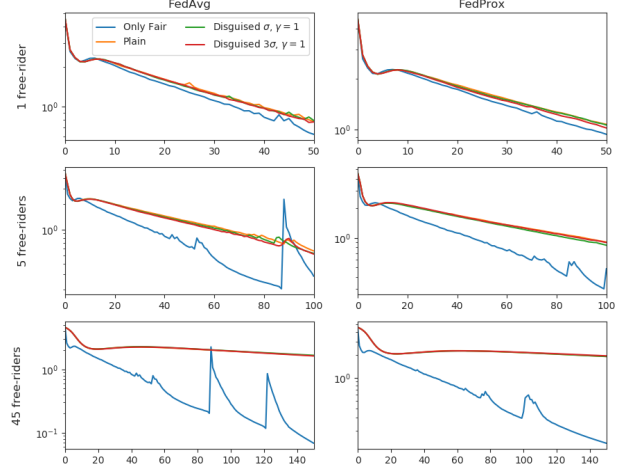 FedAvg
FedProx
Only Fair
Plain
Disguised σ, γ = 1
Disguised 3σ, γ = 1
1 free-rider
10⁰
0 10 20 30 40 50
10⁰
0 10 20 30 40 50
5 free-riders
10⁰
0 20 40 60 80 100
10⁰
0 20 40 60 80 100
45 free-riders
10⁰
10⁻¹
0 20 40 60 80 100 120 140
10⁰
0 20 40 60 80 100 120 140